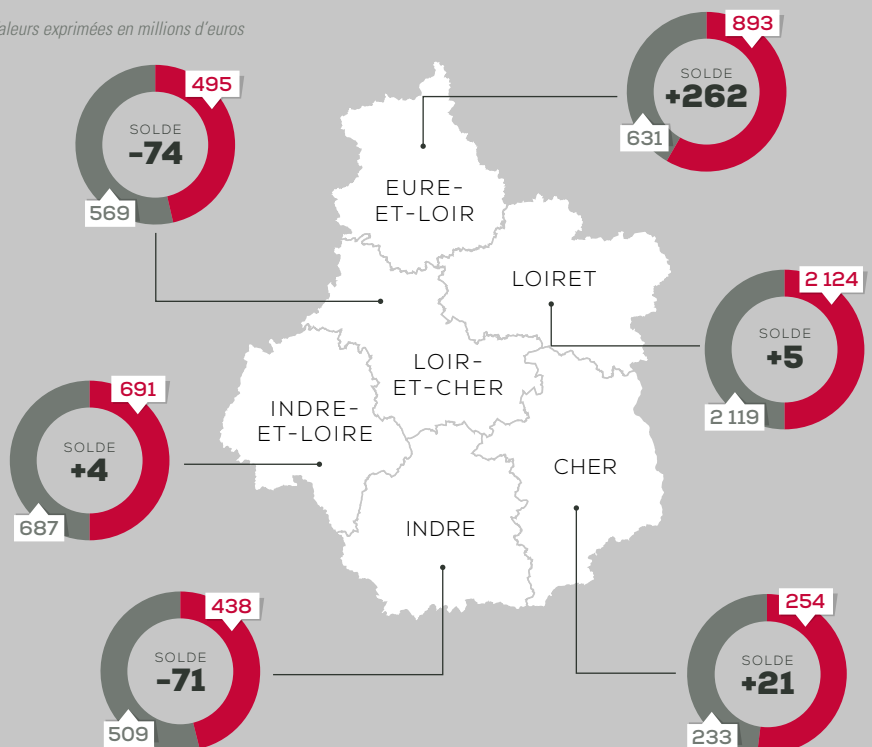 d'euros
exprimées en millions
893
495
SOLDE
+262
SOLDE
-74
631
569
EURE-
ET-LOIR
LOIRET
2 124
SOLDE
+5
LOIR-
ET-CHER
691
INDRE-
ET-LOIRE
2 119
SOLDE
+4
CHER
687
INDRE
438
254
SOLDE
-71
SOLDE
+21
509
233